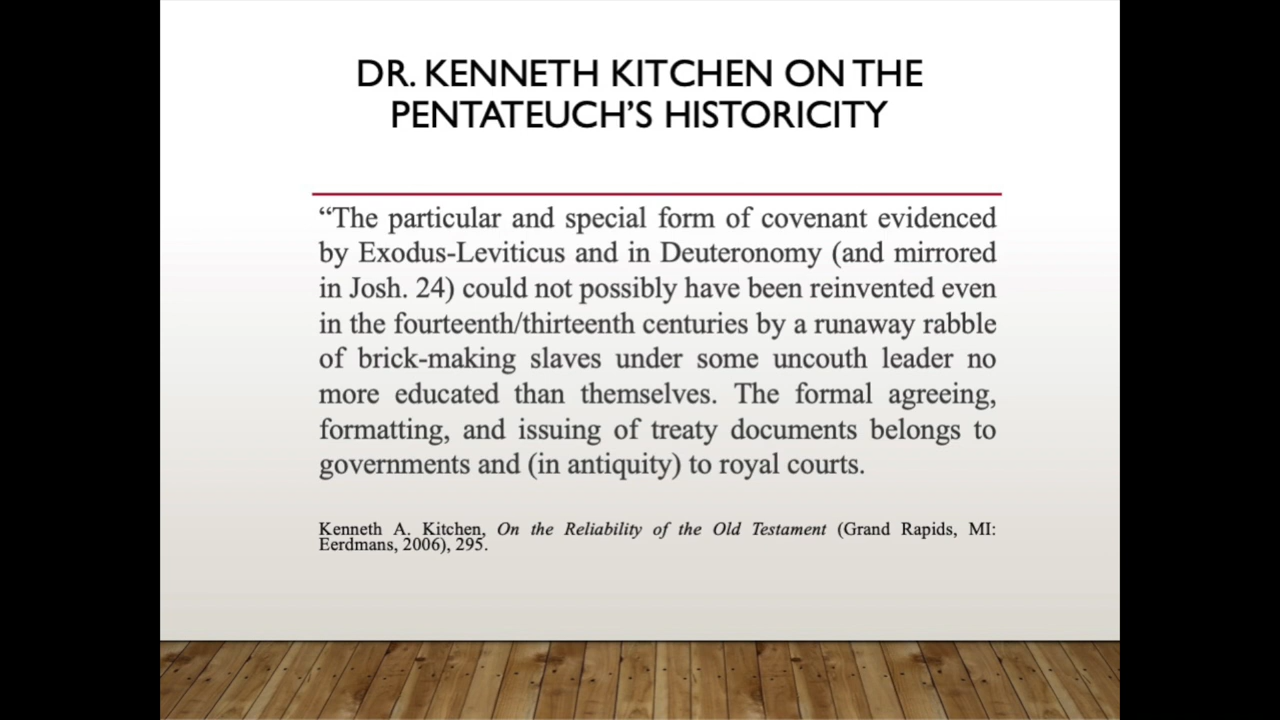 DR. KENNETH KITCHEN ON THE
PENTATEUCH’S HISTORICITY
“The particular and special form of covenant evidenced
by Exodus-Leviticus and in Deuteronomy (and mirrored
in Josh. 24) could not possibly have been reinvented even
in the fourteenth/thirteenth centuries by a runaway rabble
of brick-making slaves under some uncouth leader no
more educated than themselves. The formal agreeing,
formatting, and issuing of treaty documents belongs to
governments and (in antiquity) to royal courts.
Kenneth A. Kitchen, On the Reliability of the Old Testament (Grand Rapids, MI:
Eerdmans, 2006), 295.